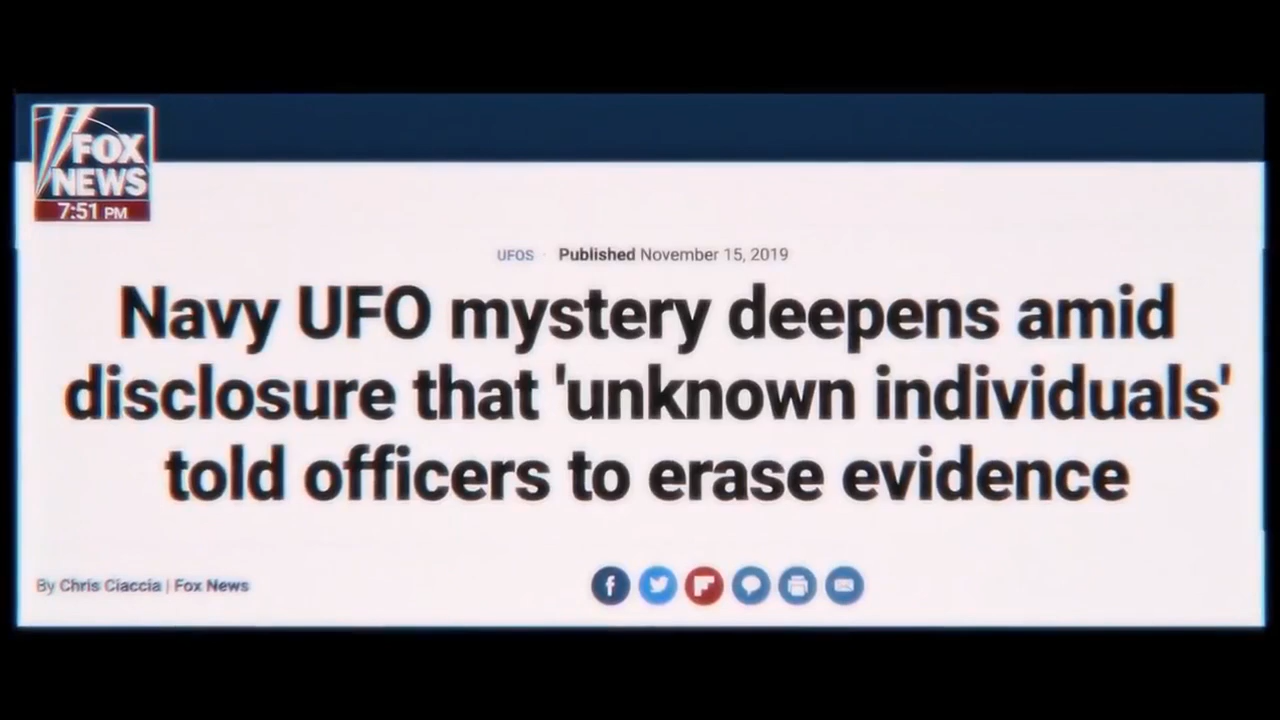 FOX
NEWS
7:51 PM
UFOS · Published November 15, 2019
Navy UFO mystery deepens amid
disclosure that 'unknown individuals'
told officers to erase evidence
By Chris Ciaccia | Fox News